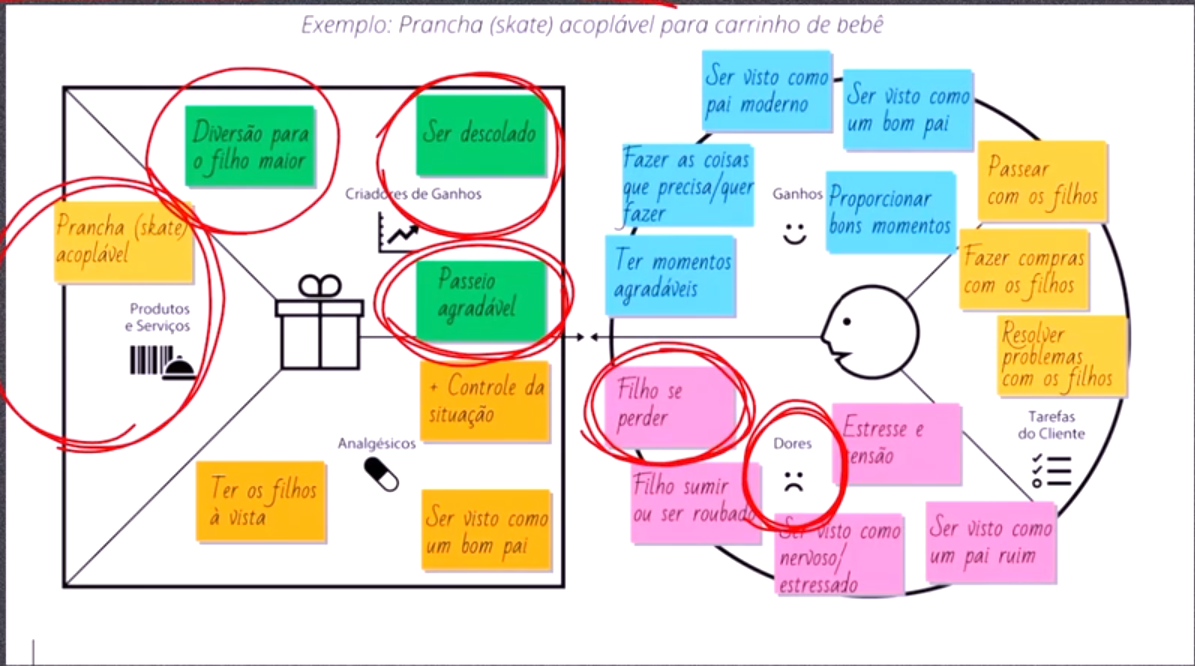 Exemplo: Prancha (skate) acoplável para carrinho de bebê
Diversão para
o filho maior
Ser descolado
Criadores de Ganhos
Prancha (skate)
acoplável
Produtos
e Serviços
Passeio
agradável
+ Controle da
situação
Analgésicos
Ter os filhos
à vista
Ser visto como
um bom pai
Ser visto como
pai moderno
Ser visto como
um bom pai
Fazer as coisas
que precisa/quer
fazer
Ganhos
Proporcionar
bons momentos
Ter momentos
agradáveis
Passear
com os filhos
Fazer compras
com os filhos
Resolver
problemas
com os filhos
Tarefas
do Cliente
Filho se
perder
Dores
Estresse e
tensão
Filho sumir
ou ser roubado
Ser visto como
nervoso/
estressado
Ser visto como
um pai ruim